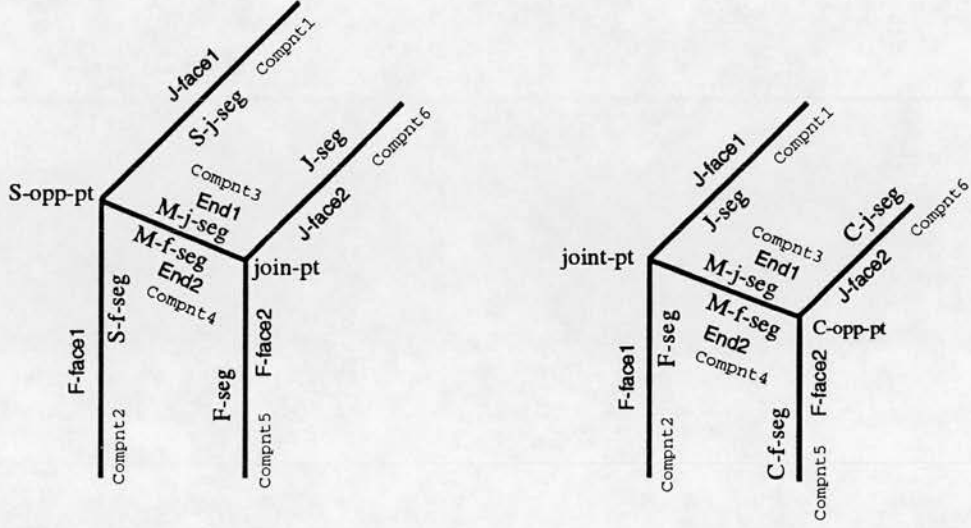 J-face1
S-j-seg
Compnt1
J-seg
Compnt6
J-face2
S-opp-pt
Compnt3
End1
M-j-seg
M-f-seg
End2
Compnt4
join-pt
F-face1
S-f-seg
Compnt2
F-seg
F-face2
Compnt5
J-face1
J-seg
Compnt1
C-j-seg
Compnt6
J-face2
joint-pt
Compnt3
End1
M-j-seg
M-f-seg
End2
Compnt4
C-opp-pt
F-face1
F-seg
Compnt2
C-f-seg
F-face2
Compnt5